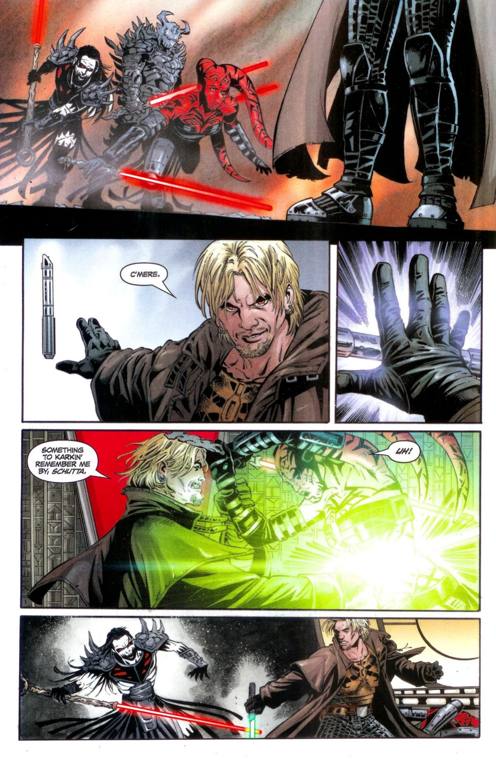 C'MERE.
SOMETHING
TO KARKIN'
REMEMBER ME
BY, SCHUTTA.
UH!